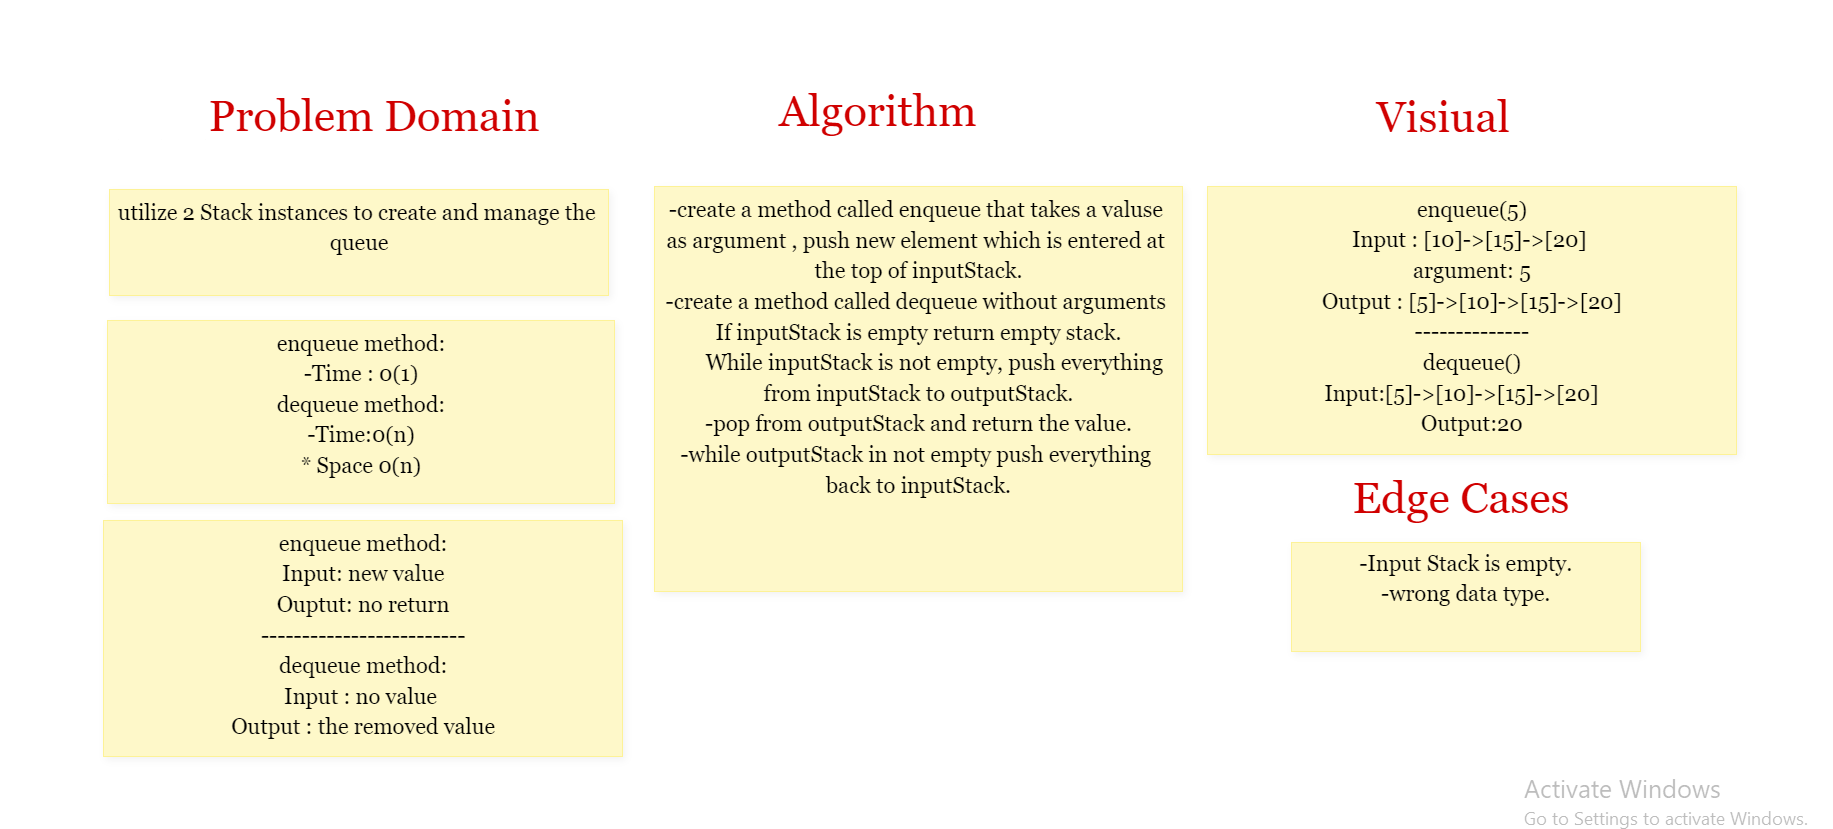 Problem Domain
utilize 2 Stack instances to create and manage the
queue
enqueue method:
-Time : 0(1)
dequeue method:
-Time:0(n)
* Space 0(n)
enqueue method:
Input: new value
Ouptut: no return
-------------------------
dequeue method:
Input : no value
Output : the removed value
Algorithm
-create a method called enqueue that takes a valuse
as argument , push new element which is entered at
the top of inputStack.
-create a method called dequeue without arguments
If inputStack is empty return empty stack.
While inputStack is not empty, push everything
from inputStack to outputStack.
-pop from outputStack and return the value.
-while outputStack in not empty push everything
back to inputStack.
Visiual
enqueue(5)
Input : [10]->[15]->[20]
argument: 5
Output : [5]->[10]->[15]->[20]
--------------
dequeue()
Input:[5]->[10]->[15]->[20]
Output:20
Edge Cases
-Input Stack is empty.
-wrong data type.
Activate Windows
Go to Settings to activate Windows.